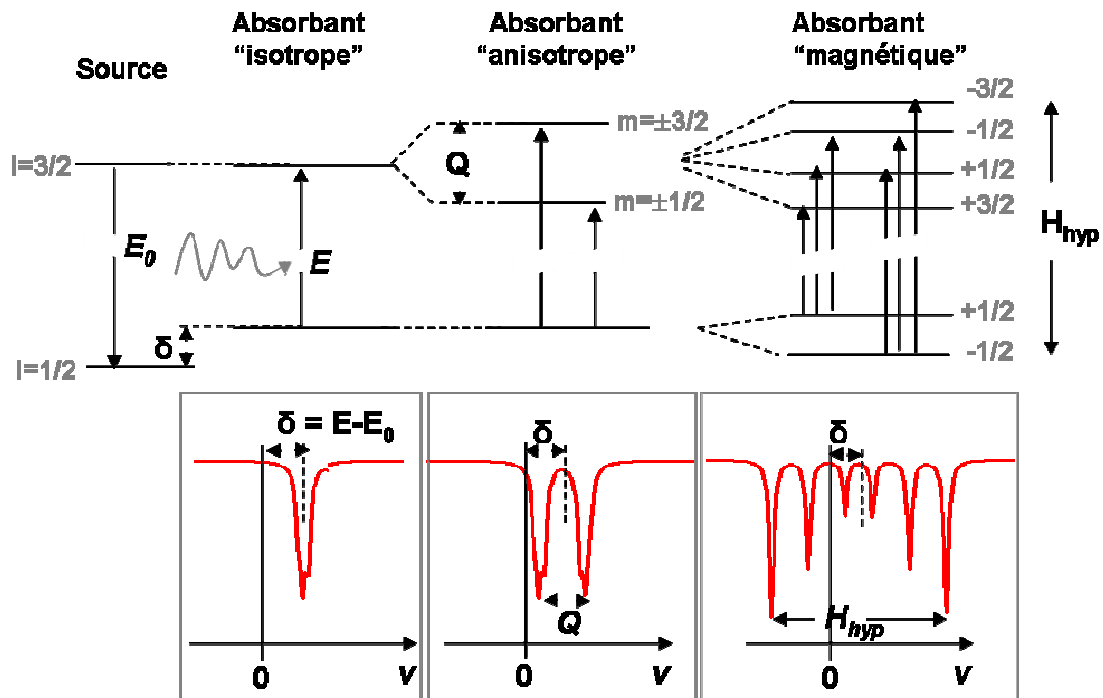 Source
Absorbant
“isotrope”
Absorbant
“anisotrope”
Absorbant
“magnétique”
I=3/2
E₀
δ
I=1/2
E
Q
m=±3/2
m=±1/2
-3/2
-1/2
+1/2
+3/2
+1/2
-1/2
Hhyp
δ = E-E₀
0
v
δ
Q
0
v
δ
Hhyp
0
v